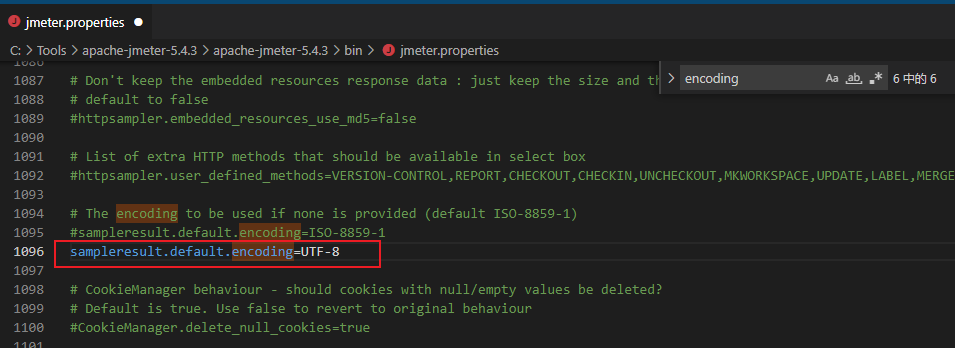 jmeter.properties
C: > Tools > apache-jmeter-5.4.3 > apache-jmeter-5.4.3 > bin > jmeter.properties
encoding Aa ab 6 中的 6
1086
1087 # Don't keep the embedded resources response data : just keep the size and th
1088 # default to false
1089 #httpsampler.embedded_resources_use_md5=false
1090
1091 # List of extra HTTP methods that should be available in select box
1092 #httpsampler.user_defined_methods=VERSION-CONTROL,REPORT,CHECKOUT,CHECKIN,UNCHECKOUT,MKWORKSPACE,UPDATE,LABEL,MERGE
1093
1094 # The encoding to be used if none is provided (default ISO-8859-1)
1095 #sampleresult.default.encoding=ISO-8859-1
1096 sampleresult.default.encoding=UTF-8
1097
1098 # CookieManager behaviour - should cookies with null/empty values be deleted?
1099 # Default is true. Use false to revert to original behaviour
1100 #CookieManager.delete_null_cookies=true
1101